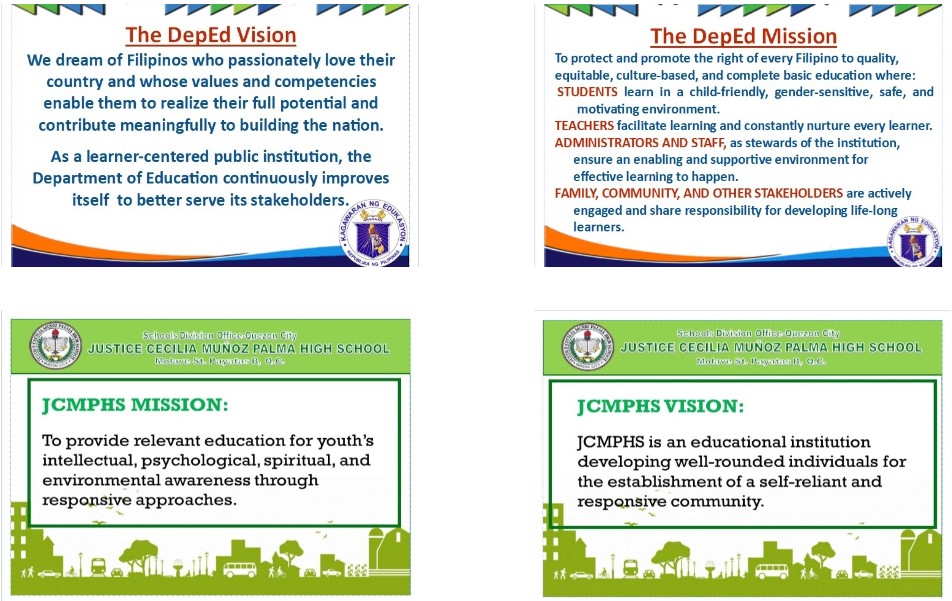 The DepEd Vision
We dream of Filipinos who passionately love their
country and whose values and competencies
enable them to realize their full potential and
contribute meaningfully to building the nation.
As a learner-centered public institution, the
Department of Education continuously improves
itself to better serve its stakeholders.
KAGAWARAN NG EDUKASYON
REPUBLIKA NG PILIPINAS
The DepEd Mission
To protect and promote the right of every Filipino to quality,
equitable, culture-based, and complete basic education where:
STUDENTS learn in a child-friendly, gender-sensitive, safe, and
motivating environment.
TEACHERS facilitate learning and constantly nurture every learner.
ADMINISTRATORS AND STAFF, as stewards of the institution,
ensure an enabling and supportive environment for
effective learning to happen.
FAMILY, COMMUNITY, AND OTHER STAKEHOLDERS are actively
engaged and share responsibility for developing life-long
learners.
KAGAWARAN NG EDUKASYON
Schools Division Office-Quezon City
JUSTICE CECILIA MUÑOZ PALMA HIGH SCHOOL
Molave St. Payatas B, Q.C.
JCMPHS MISSION:
To provide relevant education for youth's
intellectual, psychological, spiritual, and
environmental awareness through
responsive approaches.
Schools Division Office-Quezon City
JUSTICE CECILIA MUÑOZ PALMA HIGH SCHOOL
Molave St. Payatas B, Q.C.
JCMPHS VISION:
JCMPHS is an educational institution
developing well-rounded individuals for
the establishment of a self-reliant and
responsive community.